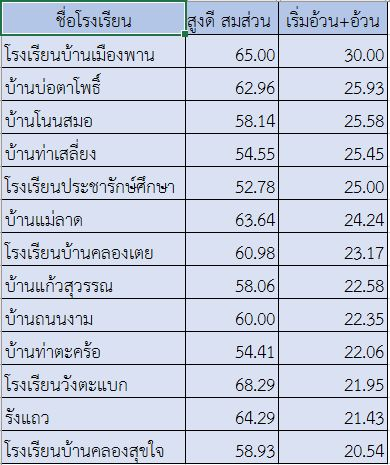 ชื่อโรงเรียน สูงดี สมส่วน เริ่มอ้วน+อ้วน
โรงเรียนบ้านเมืองพาน 65.00 30.00
บ้านบ่อตาโพธิ์ 62.96 25.93
บ้านโนนสมอ 58.14 25.58
บ้านท่าเสลี่ยง 54.55 25.45
โรงเรียนประชารักษ์ศึกษา 52.78 25.00
บ้านแม่ลาด 63.64 24.24
โรงเรียนบ้านคลองเตย 60.98 23.17
บ้านแก้วสุวรรณ 58.06 22.58
บ้านถนนงาม 60.00 22.35
บ้านท่าตะคร้อ 54.41 22.06
โรงเรียนวังตะแบก 68.29 21.95
รังแถว 64.29 21.43
โรงเรียนบ้านคลองสุขใจ 58.93 20.54